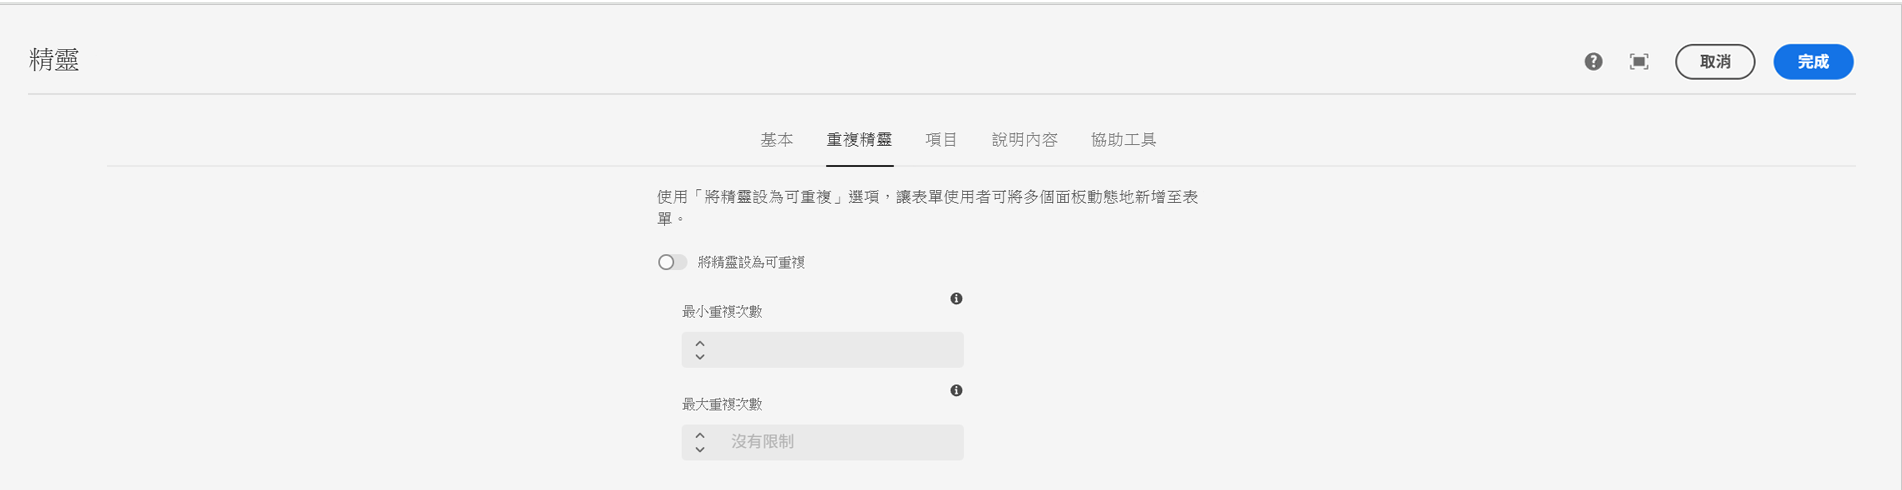 精靈
取消
完成
基本
重複精靈
項目
說明內容
協助工具
使用「將精靈設為可重複」選項，讓表單使用者可將多個面板動態地新增至表
單。
將精靈設為可重複
最小重複次數
最大重複次數
沒有限制